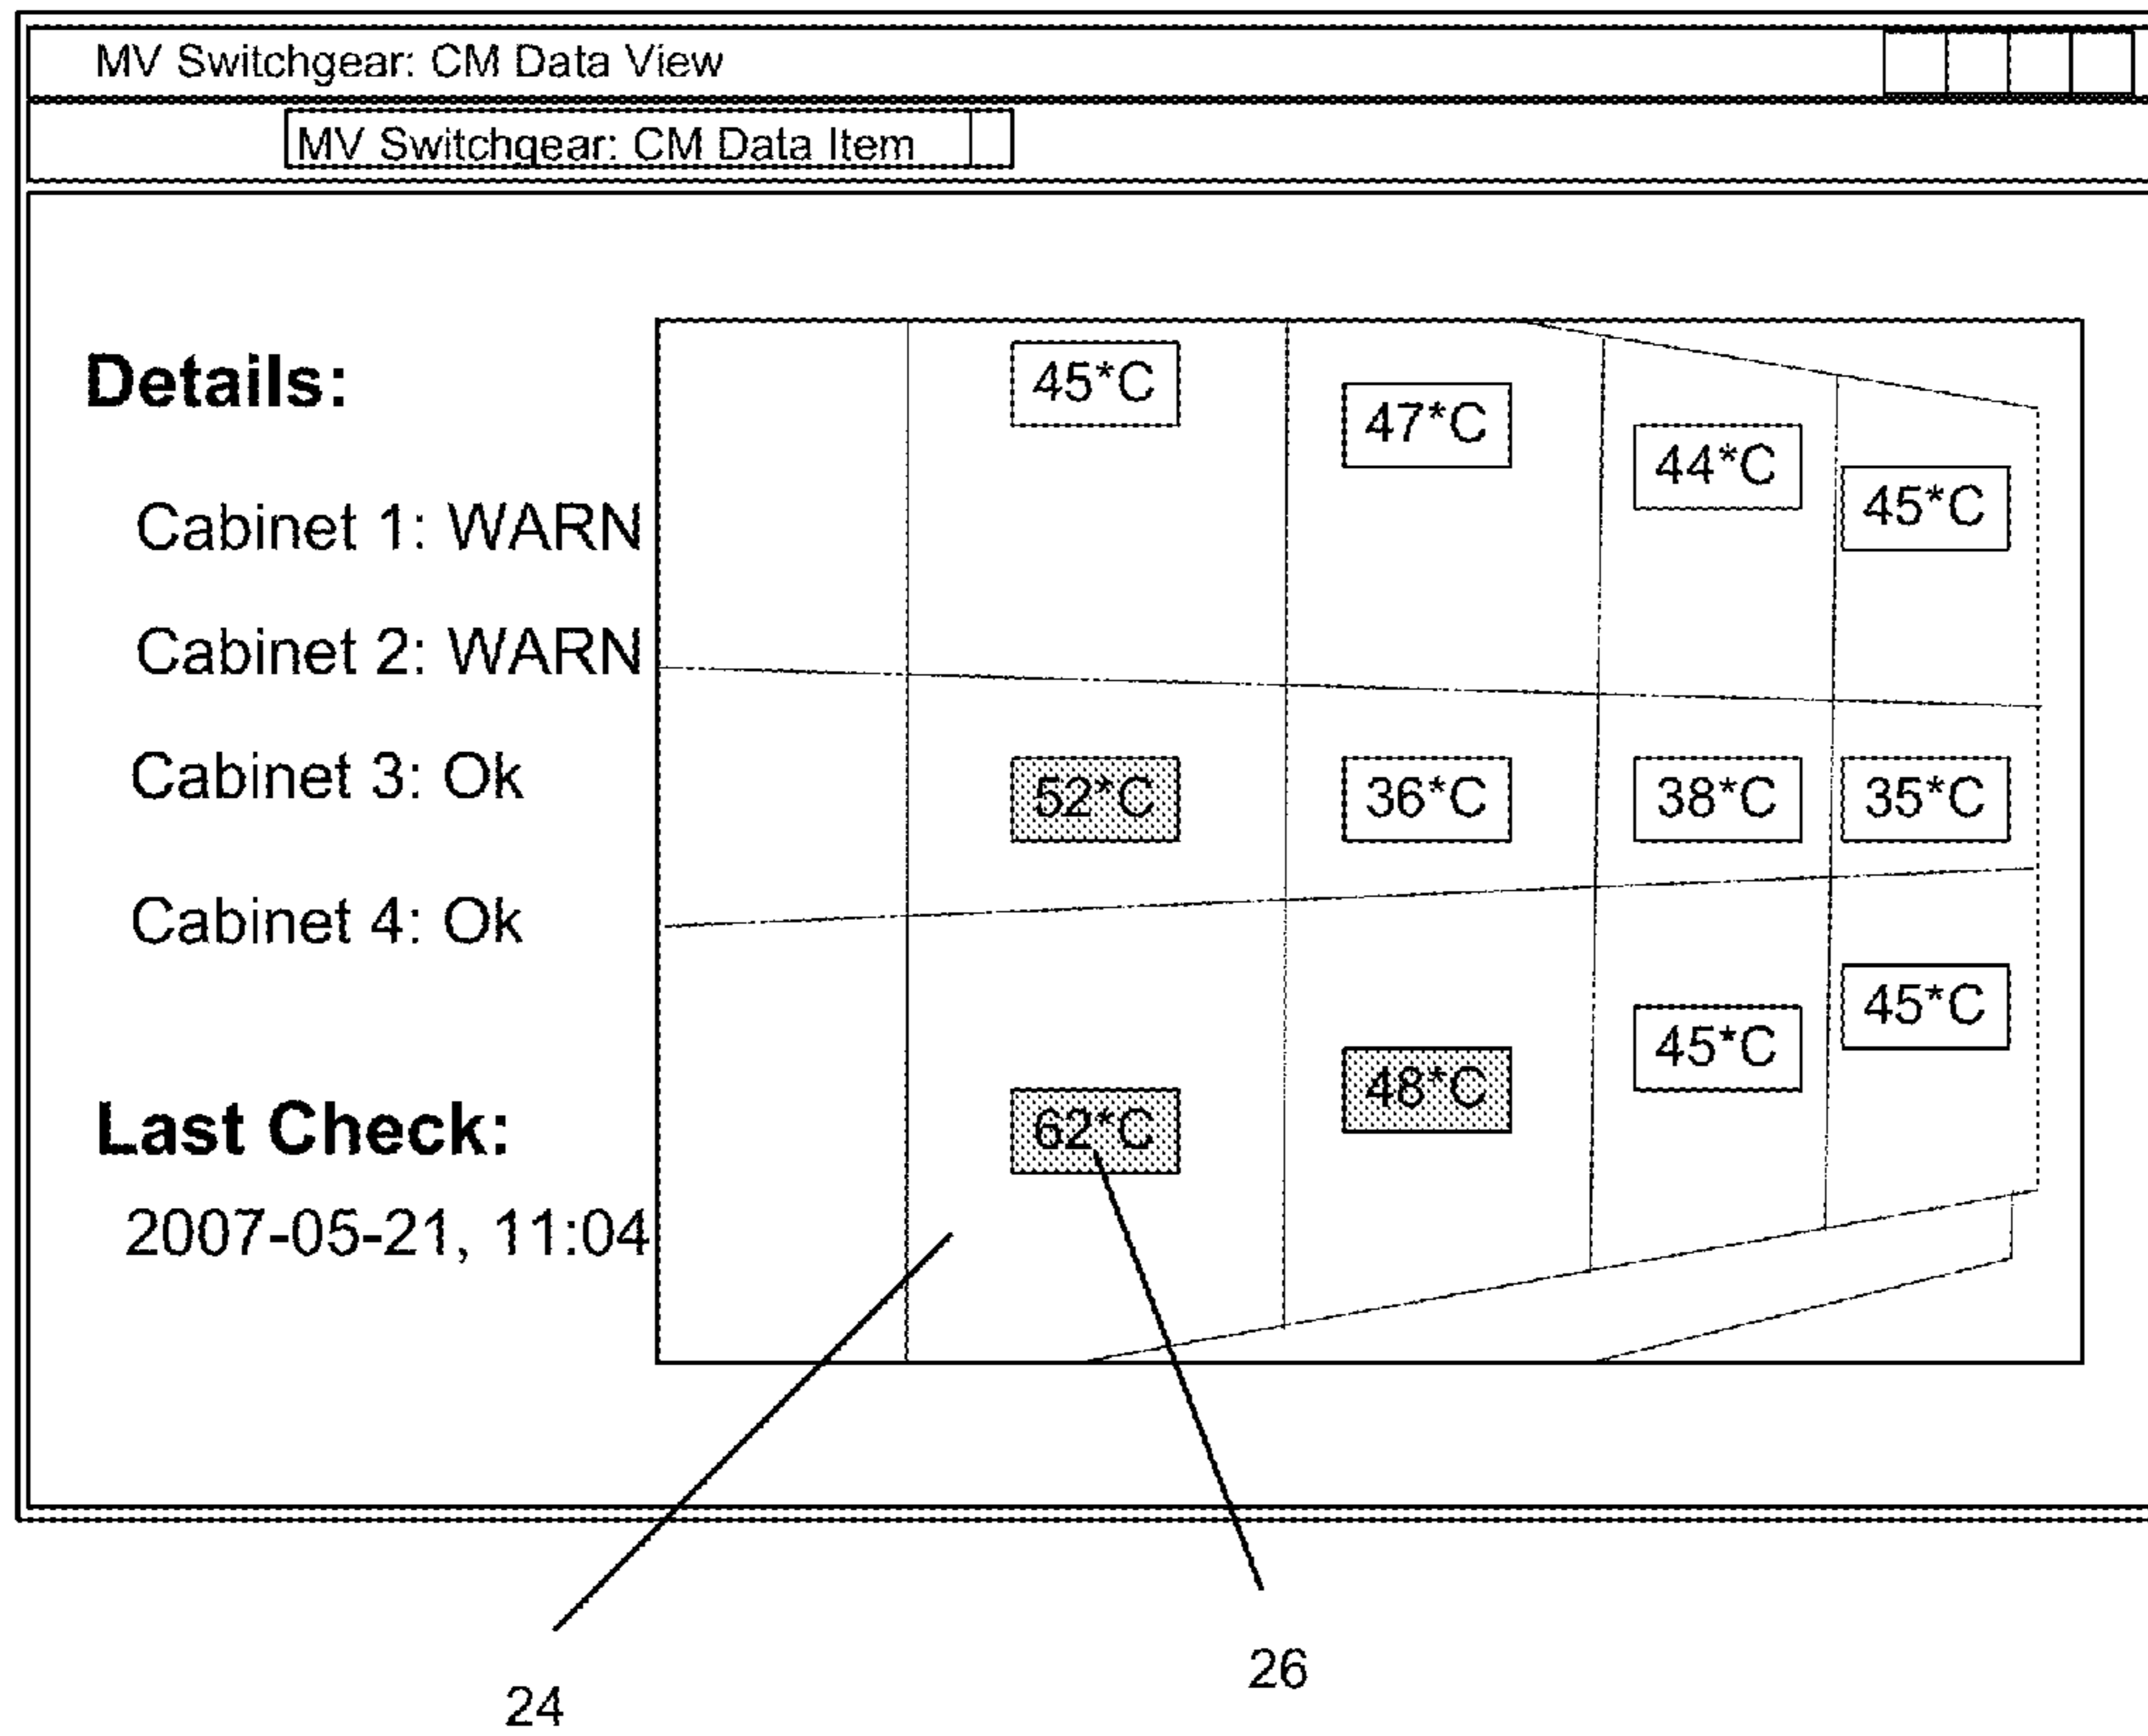 MV Switchgear: CM Data View
MV Switchgear: CM Data Item
Details:
Cabinet 1: WARN
Cabinet 2: WARN
Cabinet 3: Ok
Cabinet 4: Ok
Last Check:
2007-05-21, 11:04
45*C
47*C
44*C
45*C
52*C
36*C
38*C
35*C
62*C
48*C
45*C
45*C
24
26